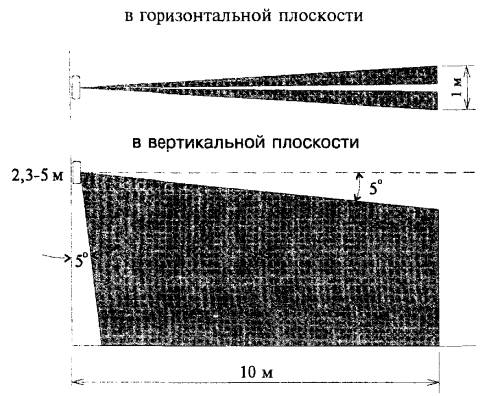 в горизонтальной плоскости
1 м
в вертикальной плоскости
2,3-5 м
5°
5°
10 м